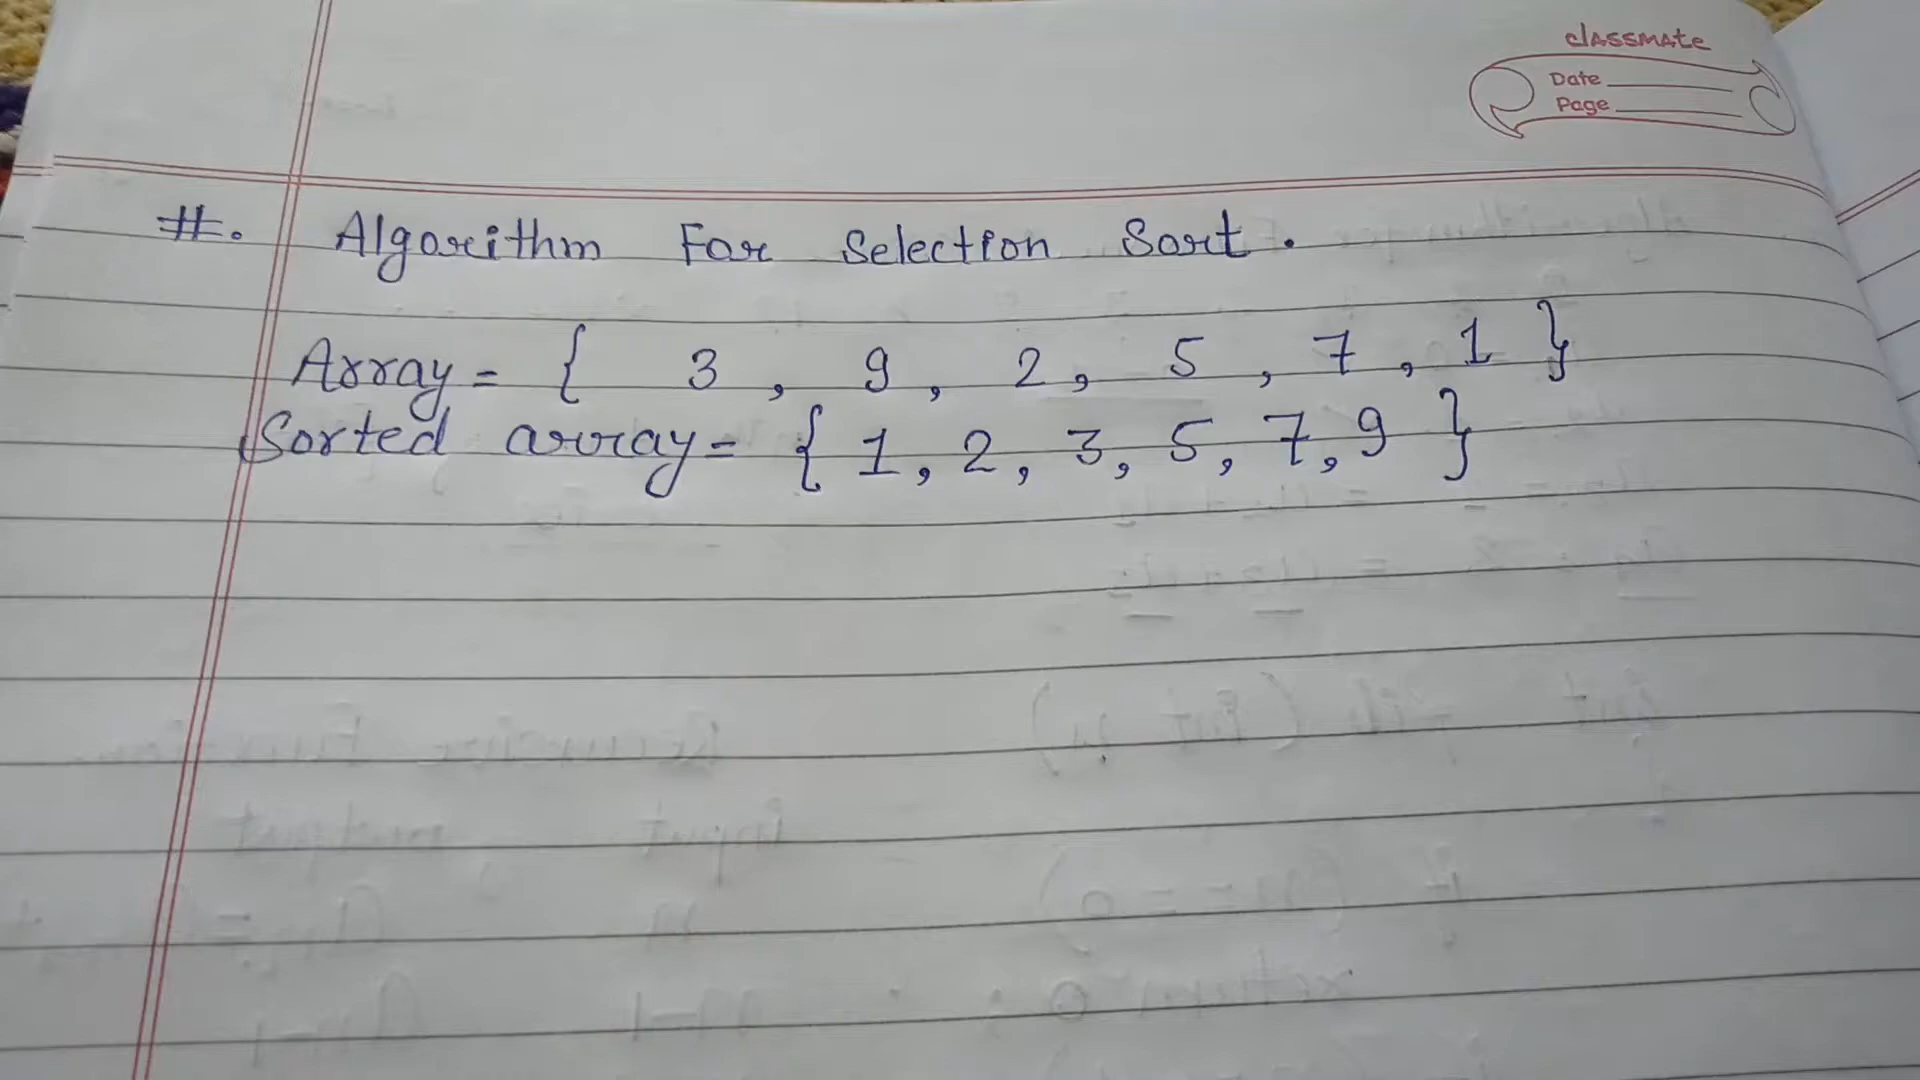 classmate
Date
Page
#. Algorithm For Selection Sort.
Array = { 3, 9, 2, 5, 7, 1 }
Sorted array = { 1, 2, 3, 5, 7, 9 }